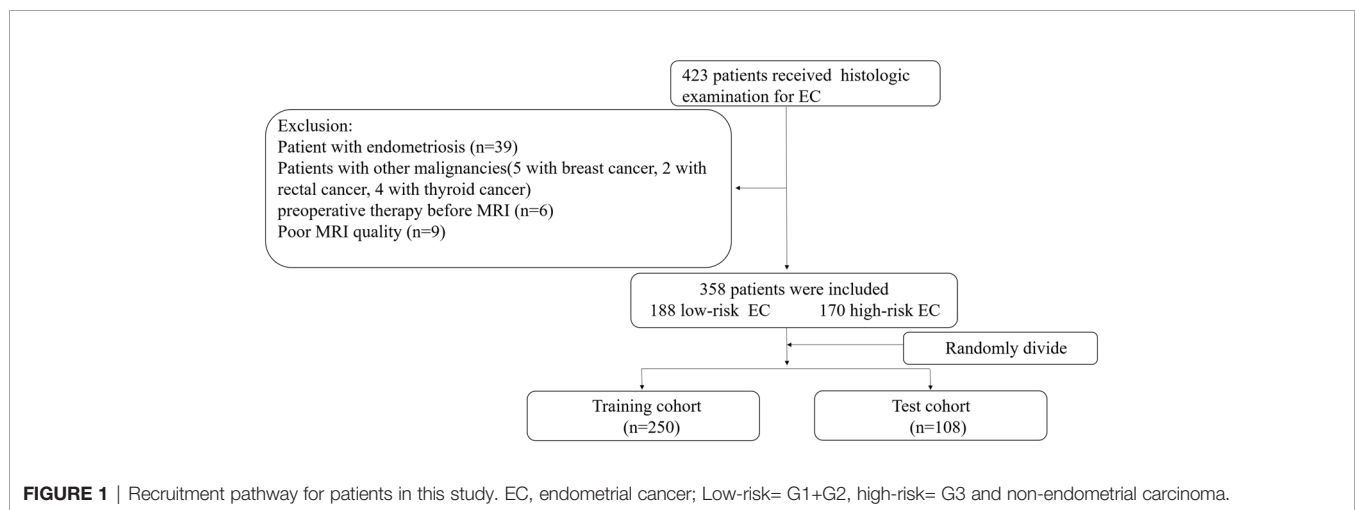 423 patients received histologic
examination for EC
Exclusion:
Patient with endometriosis (n=39)
Patients with other malignancies(5 with breast cancer, 2 with
rectal cancer, 4 with thyroid cancer)
preoperative therapy before MRI (n=6)
Poor MRI quality (n=9)
358 patients were included
188 low-risk EC 170 high-risk EC
Randomly divide
Training cohort
(n=250)
Test cohort
(n=108)
FIGURE 1 | Recruitment pathway for patients in this study. EC, endometrial cancer; Low-risk= G1+G2, high-risk= G3 and non-endometrial carcinoma.